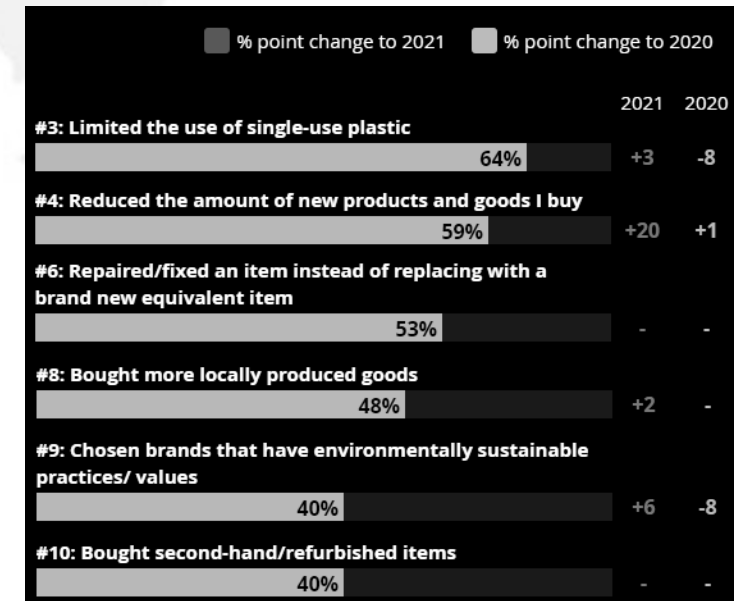 % point change to 2021 % point change to 2020
2021 2020
#3: Limited the use of single-use plastic
64% +3 -8
#4: Reduced the amount of new products and goods I buy
59% +20 +1
#6: Repaired/fixed an item instead of replacing with a
brand new equivalent item
53% - -
#8: Bought more locally produced goods
48% +2 -
#9: Chosen brands that have environmentally sustainable
practices/ values
40% +6 -8
#10: Bought second-hand/refurbished items
40% - -